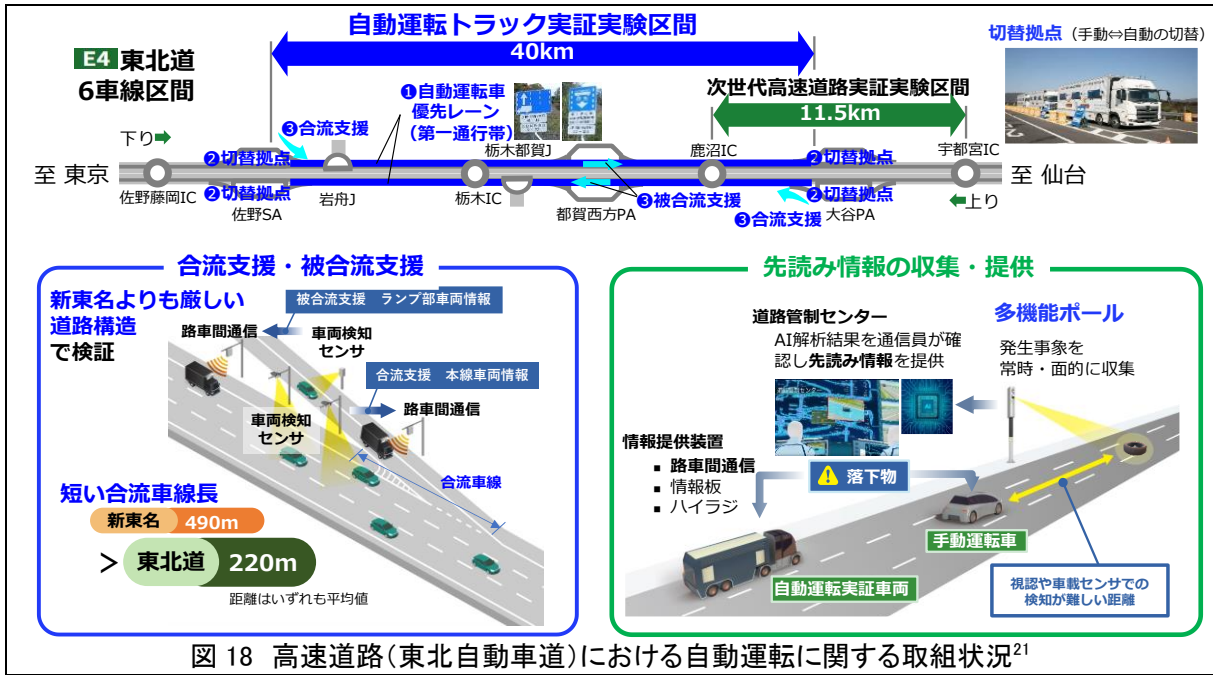 自動運転トラック実証実験区間
40km
切替拠点（手動⇔自動の切替）
E4 東北道
6車線区間
次世代高速道路実証実験区間
11.5km
❶自動運転車
優先レーン
（第一通行帯）
❸合流支援
下り
栃木都賀J
鹿沼IC
宇都宮IC
❷切替拠点
❷切替拠点
至 東京
至 仙台
❷切替拠点
❷切替拠点
佐野藤岡IC
佐野SA
岩舟J
栃木IC
都賀西方PA
❸被合流支援
❸合流支援
大谷PA
上り
合流支援・被合流支援
新東名よりも厳しい
道路構造
で検証
被合流支援 ランプ部車両情報
路車間通信
車両検知
センサ
合流支援 本線車両情報
車両検知
センサ
路車間通信
合流車線
短い合流車線長
新東名 490m
> 東北道 220m
距離はいずれも平均値
先読み情報の収集・提供
道路管制センター
AI解析結果を通信員が確
認し先読み情報を提供
多機能ポール
発生事象を
常時・面的に収集
情報提供装置
▪ 路車間通信
▪ 情報板
▪ ハイラジ
落下物
手動運転車
自動運転実証車両
視認や車載センサでの
検知が難しい距離
図 18 高速道路（東北自動車道）における自動運転に関する取組状況21